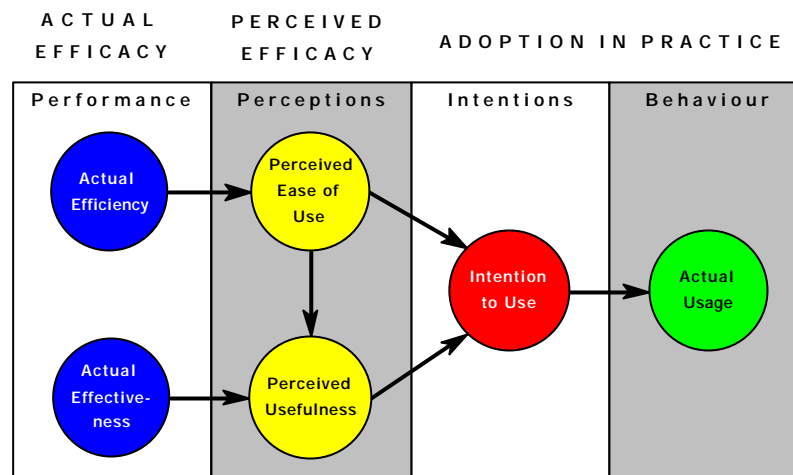 ACTUAL
EFFICACY
PERCEIVED
EFFICACY
ADOPTION IN PRACTICE
Performance
Perceptions
Intentions
Behaviour
Actual
Efficiency
Perceived
Ease of
Use
Intention
to Use
Actual
Usage
Actual
Effective-
ness
Perceived
Usefulness